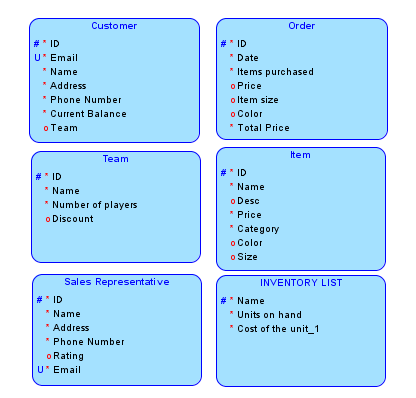 Customer
# * ID
U * Email
* Name
* Address
* Phone Number
* Current Balance
o Team
Order
# * ID
* Date
* Items purchased
o Price
o Item size
o Color
* Total Price
Team
# * ID
* Name
* Number of players
o Discount
Item
# * ID
* Name
o Desc
* Price
* Category
o Color
o Size
Sales Representative
# * ID
* Name
* Address
* Phone Number
o Rating
U * Email
INVENTORY LIST
# * Name
* Units on hand
* Cost of the unit_1